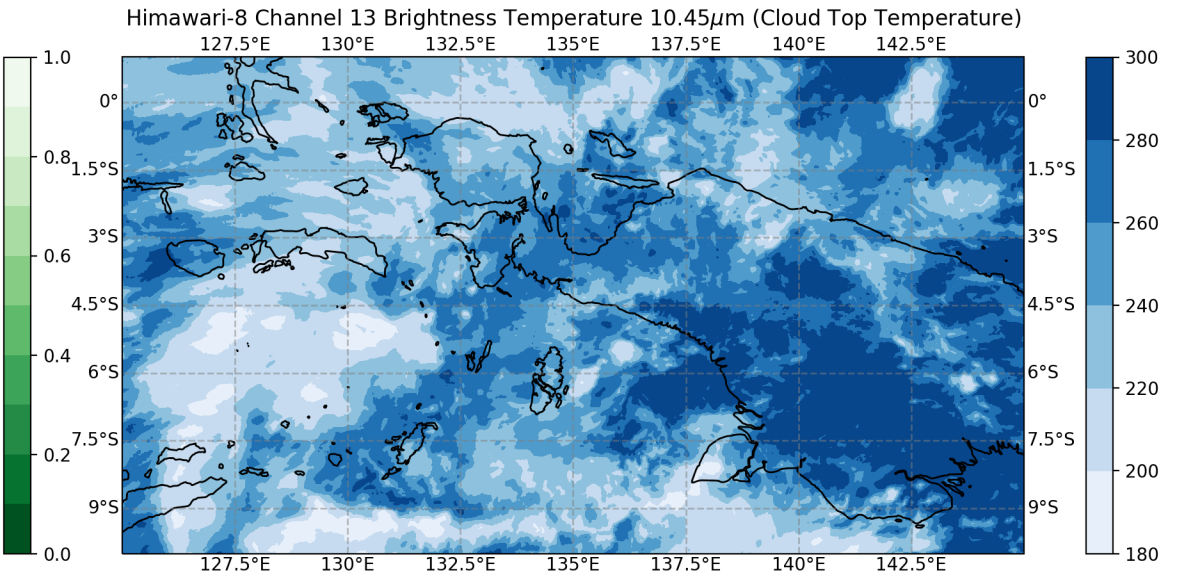 Himawari-8 Channel 13 Brightness Temperature 10.45μm (Cloud Top Temperature)
127.5°E 130.0°E 132.5°E 135°E 137.5°E 140°E 142.5°E
1.0
0.8
0.6
0.4
0.2
0.0
0°
1.5°S
3°S
4.5°S
6°S
7.5°S
9°S
0°
1.5°S
3°S
4.5°S
6°S
7.5°S
9°S
300
280
260
240
220
200
180
127.5°E 130.0°E 132.5°E 135°E 137.5°E 140°E 142.5°E